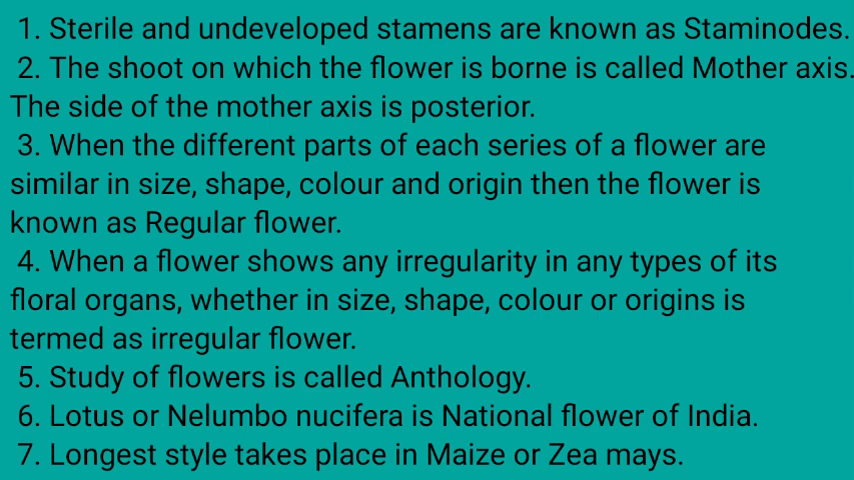 1. Sterile and undeveloped stamens are known as Staminodes.
2. The shoot on which the flower is borne is called Mother axis.
The side of the mother axis is posterior.
3. When the different parts of each series of a flower are
similar in size, shape, colour and origin then the flower is
known as Regular flower.
4. When a flower shows any irregularity in any types of its
floral organs, whether in size, shape, colour or origins is
termed as irregular flower.
5. Study of flowers is called Anthology.
6. Lotus or Nelumbo nucifera is National flower of India.
7. Longest style takes place in Maize or Zea mays.